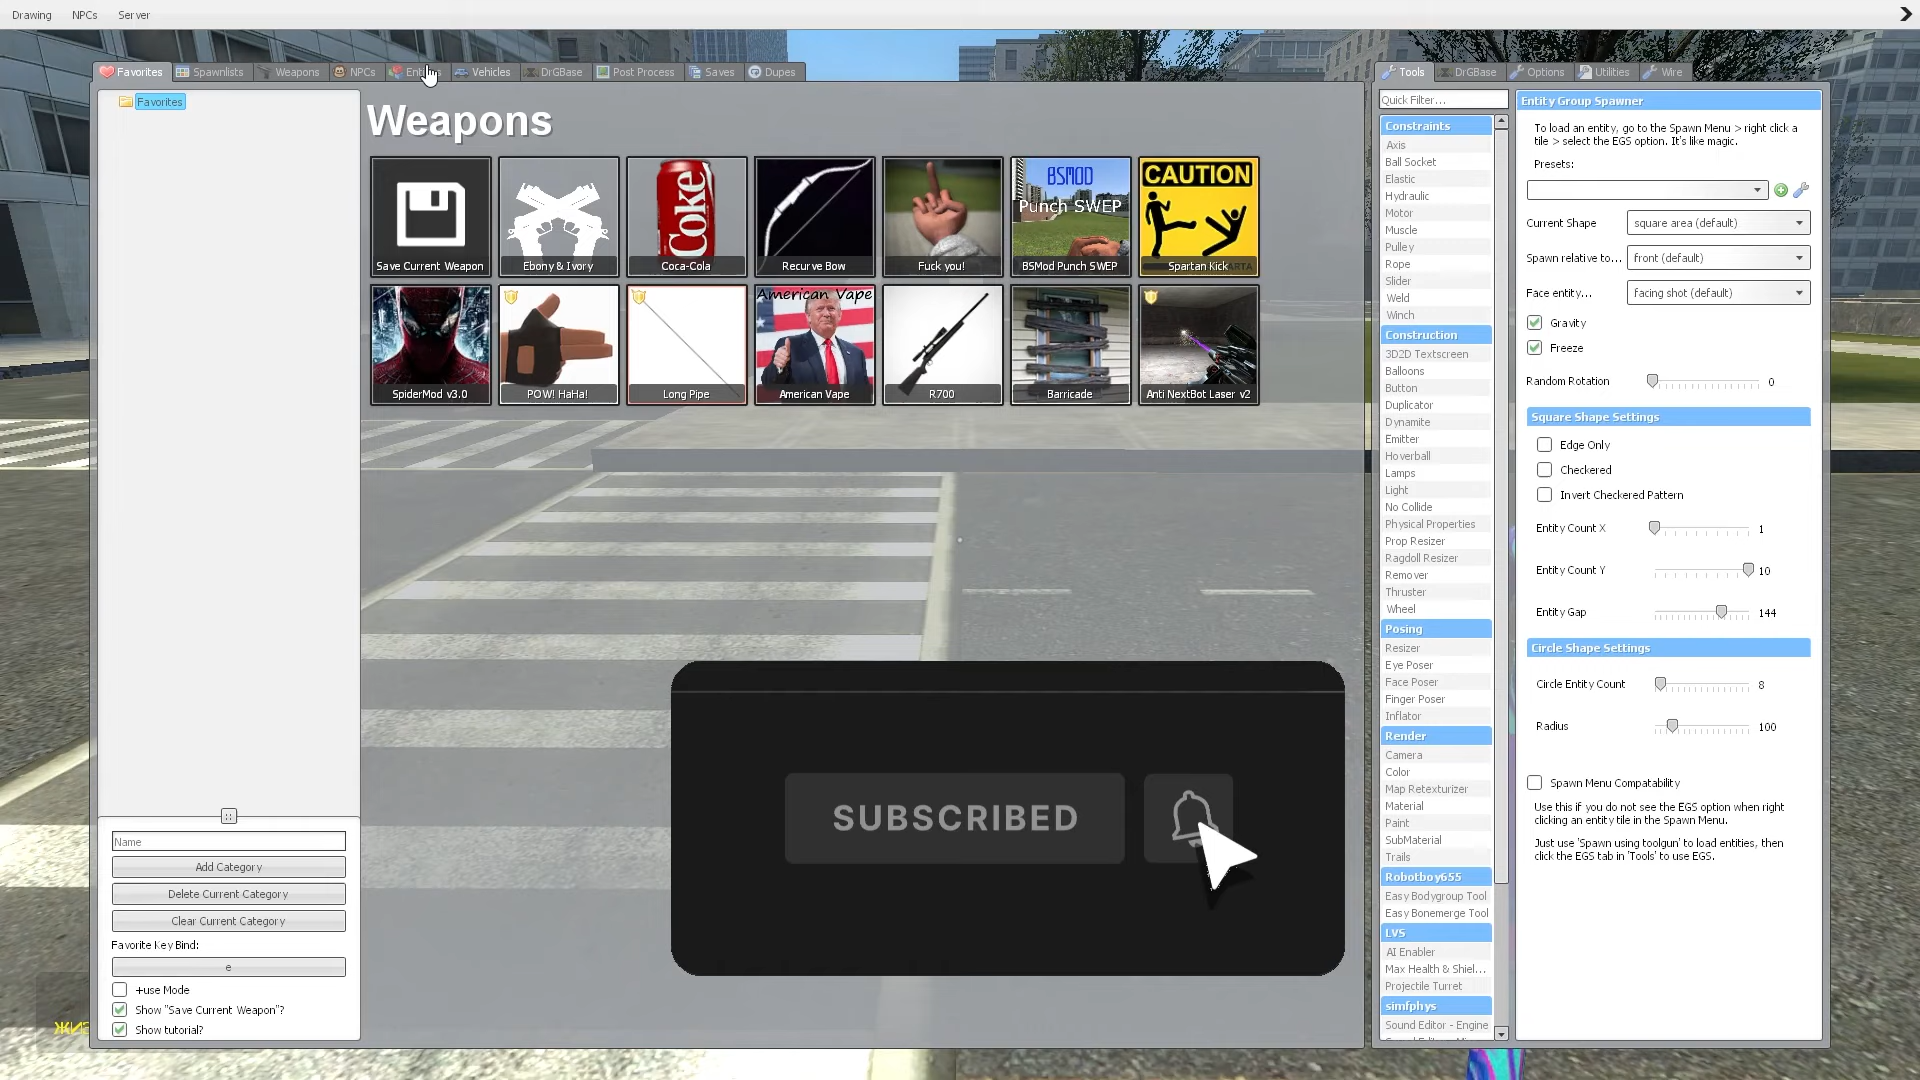 Drawing NPCs Server
Favorites Spawnlists Weapons NPCs Vehicles DrGBase Post Process Saves Dupes
Favorites
Weapons
Coke
BSMOD
Punch SWEP
CAUTION
Save Current Weapon
Ebony & Ivory
Coca-Cola
Recurve Bow
Fuck you!
BSMod Punch SWEP
Spartan Kick
American Vape
SpiderMod v3.0
POW! HaHa!
Long Pipe
American Vape
R700
Barricade
Anti NextBot Laser v2
SUBSCRIBED
Name
Add Category
Delete Current Category
Clear Current Category
Favorite Key Bind:
e
+use Mode
Show "Save Current Weapon"?
Show tutorial?
Tools DrGBase Options Utilities Wire
Quick Filter...
Constraints
Axis
Ball Socket
Elastic
Hydraulic
Motor
Muscle
Pulley
Rope
Slider
Weld
Winch
Construction
3D2D Textscreen
Balloons
Button
Duplicator
Dynamite
Emitter
Hoverball
Lamps
Light
No Collide
Physical Properties
Prop Resizer
Ragdoll Resizer
Remover
Thruster
Wheel
Posing
Resizer
Eye Poser
Face Poser
Finger Poser
Inflator
Render
Camera
Color
Map Retexturizer
Material
Paint
SubMaterial
Trails
Robotboy655
Easy Bodygroup Tool
Easy Bonemerge Tool
LVS
AI Enabler
Max Health & Shiel...
Projectile Turret
simfphys
Sound Editor - Engine
Entity Group Spawner
To load an entity, go to the Spawn Menu > right click a
tile > select the EGS option. It's like magic.
Presets:
Current Shape square area (default)
Spawn relative to... front (default)
Face entity... facing shot (default)
Gravity
Freeze
Random Rotation 0
Square Shape Settings
Edge Only
Checkered
Invert Checkered Pattern
Entity Count X 1
Entity Count Y 10
Entity Gap 144
Circle Shape Settings
Circle Entity Count 8
Radius 100
Spawn Menu Compatability
Use this if you do not see the EGS option when right
clicking an entity tile in the Spawn Menu.
Just use 'Spawn using toolgun' to load entities, then
click the EGS tab in 'Tools' to use EGS.